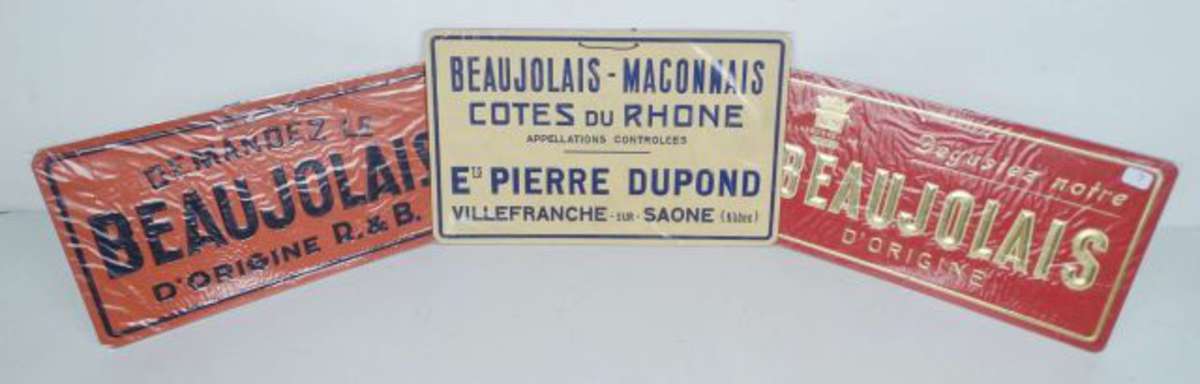 DEMANDEZ LE
BEAUJOLAIS
D'ORIGINE R.& B.
BEAUJOLAIS - MACONNAIS
COTES DU RHONE
APPELLATIONS CONTROLÉES
Ets PIERRE DUPOND
VILLEFRANCHE - SUR - SAONE (Rhône)
Dégustez notre
BEAUJOLAIS
D'ORIGINE